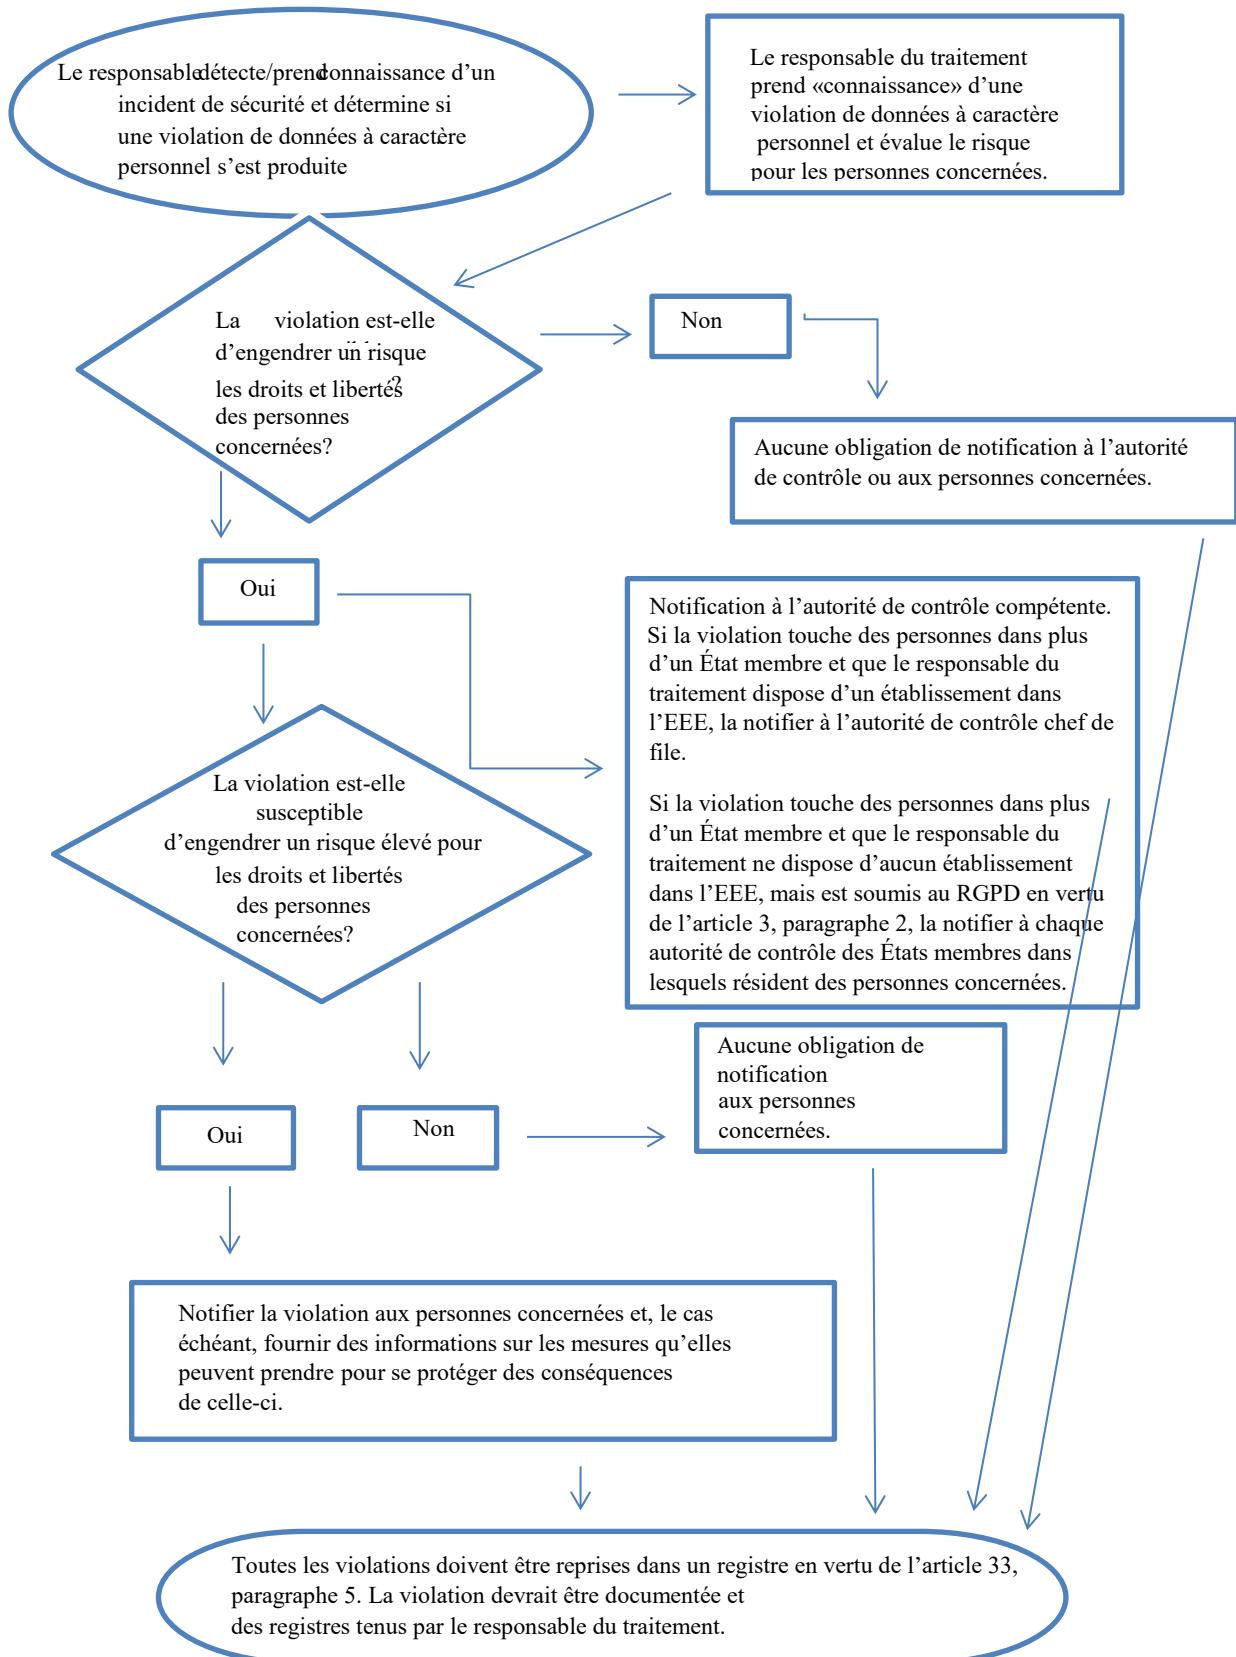 Le responsable détecte/prend connaissance d’un
incident de sécurité et détermine si
une violation de données à caractère
personnel s’est produite
Le responsable du traitement
prend «connaissance» d’une
violation de données à caractère
personnel et évalue le risque
pour les personnes concernées.
La violation est-elle
d’engendrer un risque
les droits et libertés
?
des personnes
concernées?
Non
Aucune obligation de notification à l’autorité
de contrôle ou aux personnes concernées.
Oui
Notification à l’autorité de contrôle compétente.
Si la violation touche des personnes dans plus
d’un État membre et que le responsable du
traitement dispose d’un établissement dans
l’EEE, la notifier à l’autorité de contrôle chef de
file.
Si la violation touche des personnes dans plus
d’un État membre et que le responsable du
traitement ne dispose d’aucun établissement
dans l’EEE, mais est soumis au RGPD en vertu
de l’article 3, paragraphe 2, la notifier à chaque
autorité de contrôle des États membres dans
lesquels résident des personnes concernées.
La violation est-elle
susceptible
d’engendrer un risque élevé pour
les droits et libertés
des personnes
concernées?
Aucune obligation de
notification
aux personnes
concernées.
Oui
Non
Notifier la violation aux personnes concernées et, le cas
échéant, fournir des informations sur les mesures qu’elles
peuvent prendre pour se protéger des conséquences
de celle-ci.
Toutes les violations doivent être reprises dans un registre en vertu de l’article 33,
paragraphe 5. La violation devrait être documentée et
des registres tenus par le responsable du traitement.